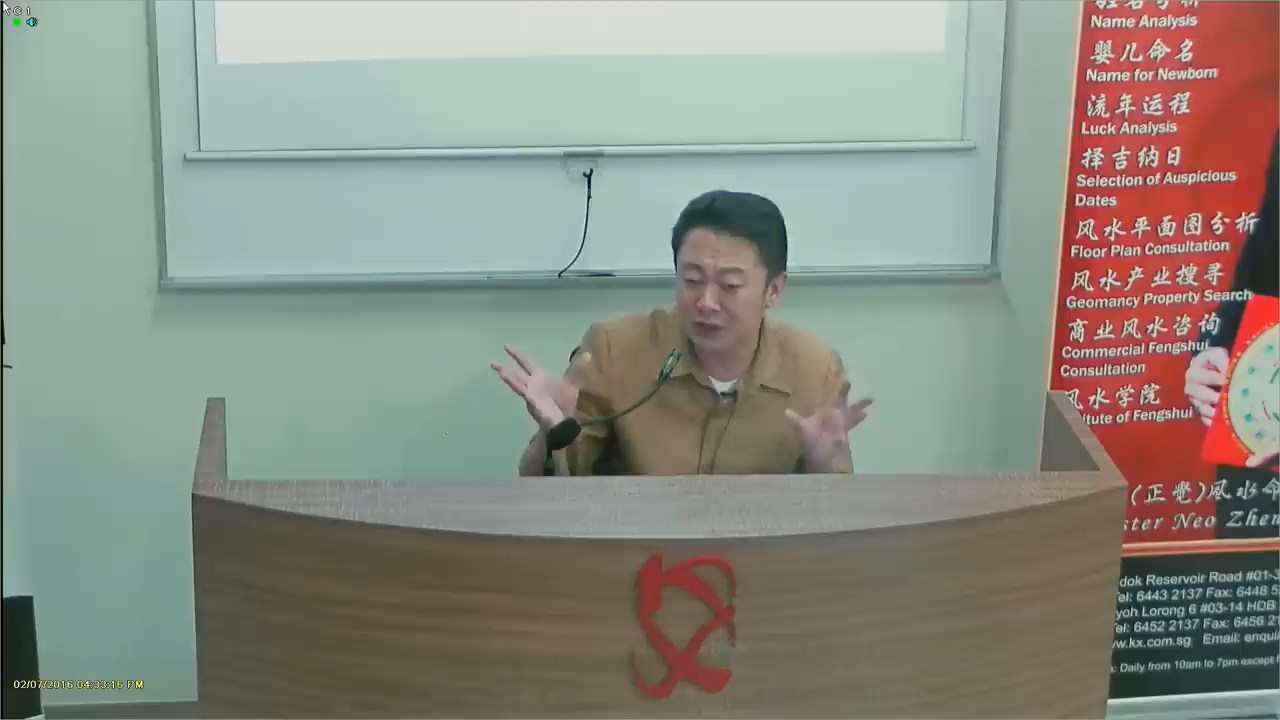 C 1
Name Analysis
婴儿命名
Name for Newborn
流年运程
Luck Analysis
择吉纳日
Selection of Auspicious
Dates
风水平面图分析
Floor Plan Consultation
风水产业搜寻
Geomancy Property Search
商业风水咨询
Commercial Fengshui
Consultation
风水学院
itute of Fengshui
(正覺)風水命
ster Neo Zhen
dok Reservoir Road #01-3
el: 6443 2137 Fax: 6448 5
yoh Lorong 6 #03-14 HDB
el: 6452 2137 Fax: 6456 2
w.kx.com.sg Email: enqui
: Daily from 10am to 7pm except
02/07/2016 04:33:16 PM